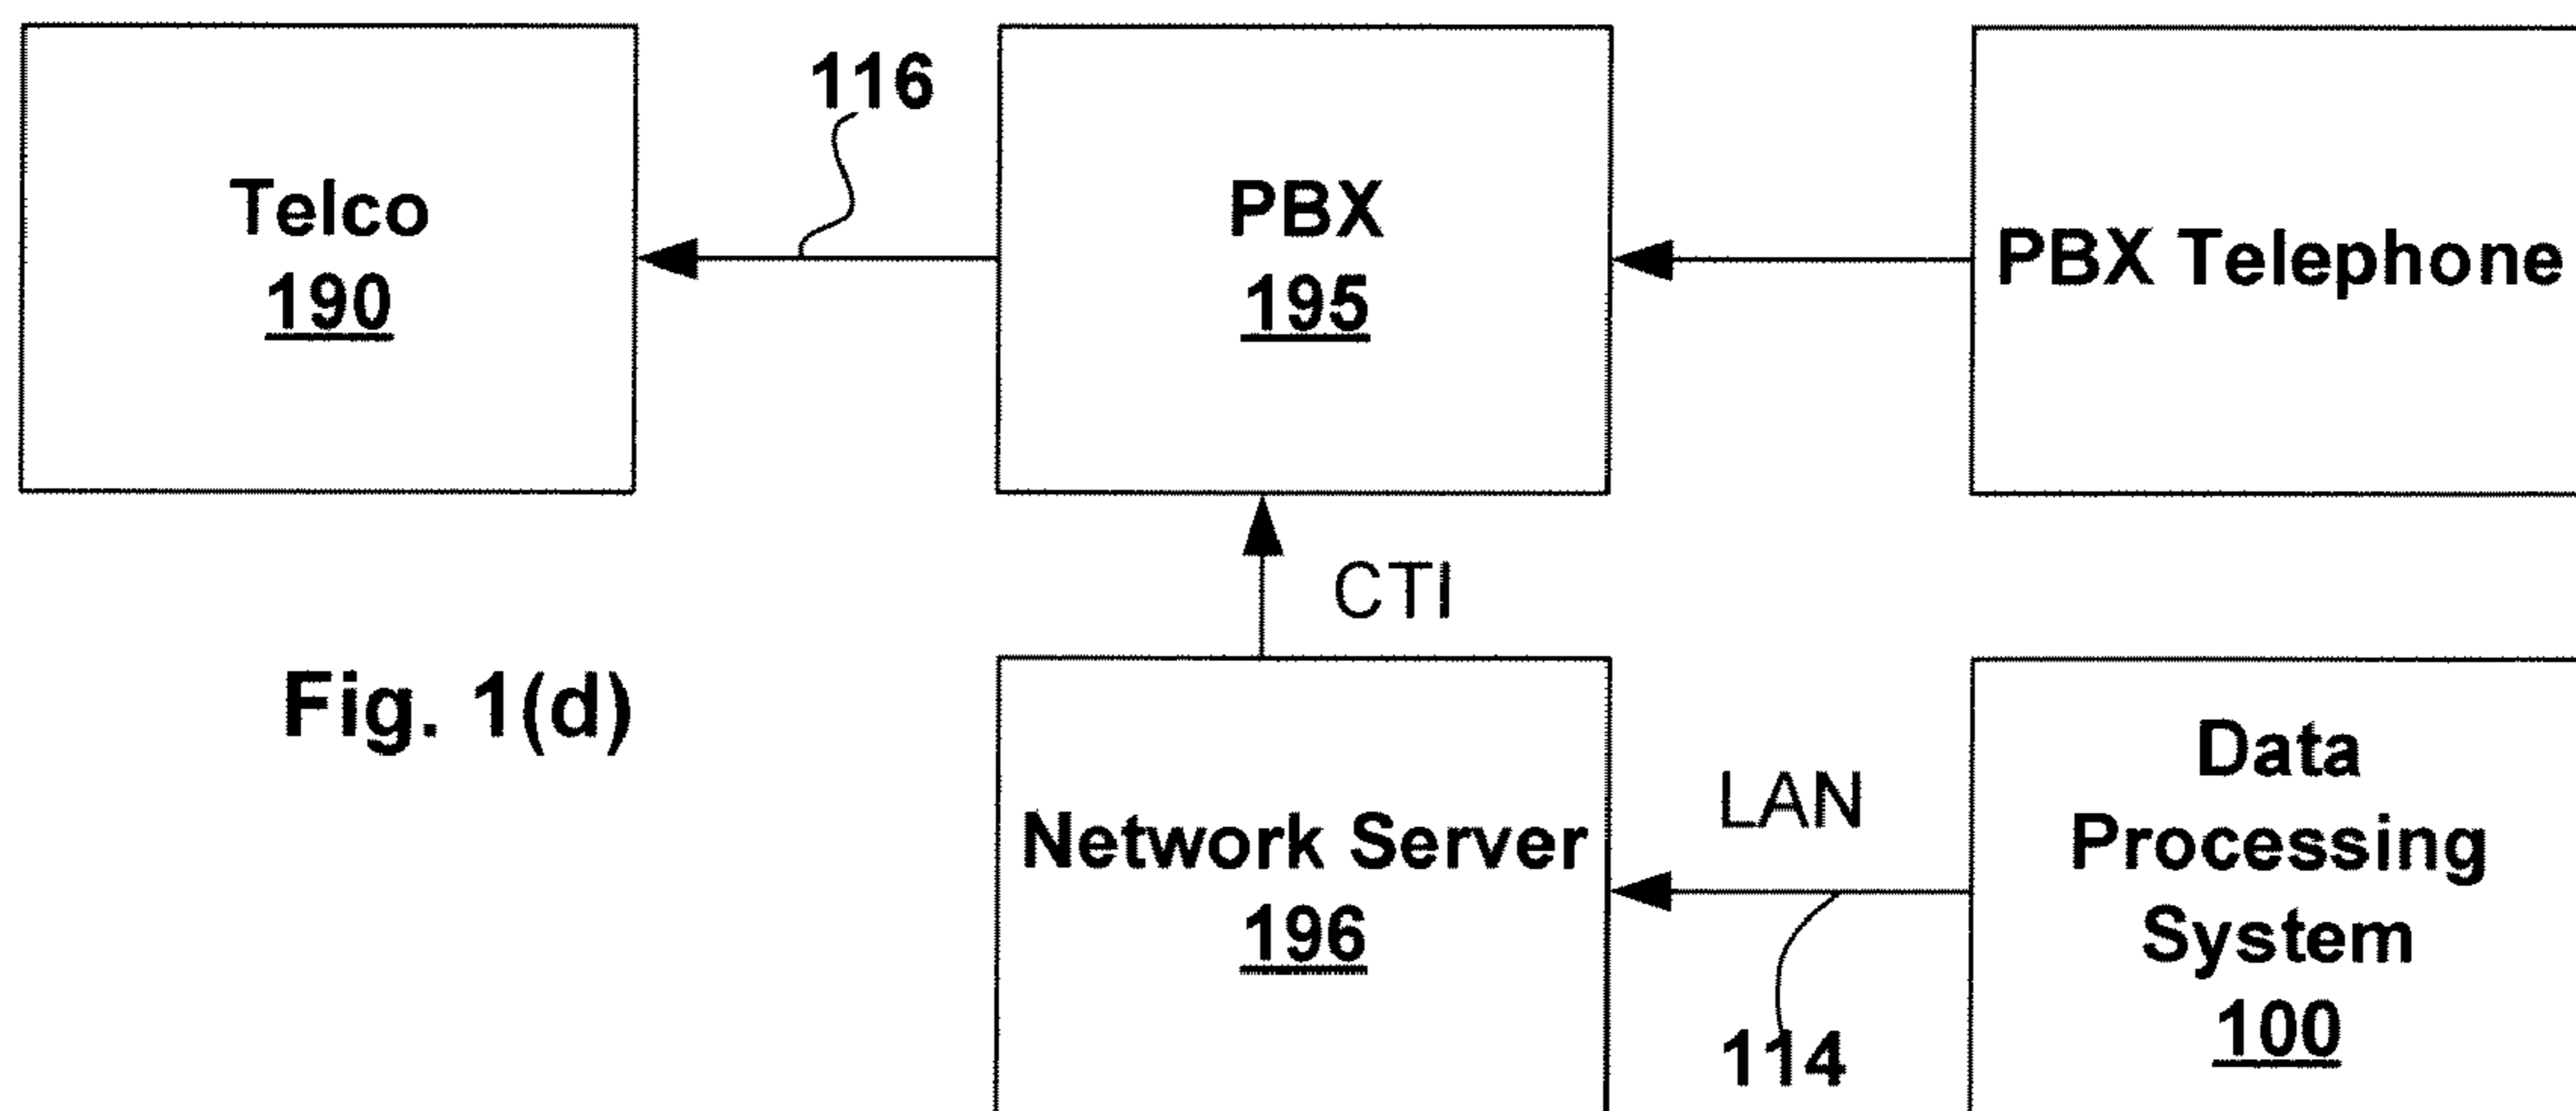 116
Telco
190
PBX
195
PBX Telephone
CTI
Fig. 1(d)
Network Server
196
LAN
114
Data
Processing
System
100